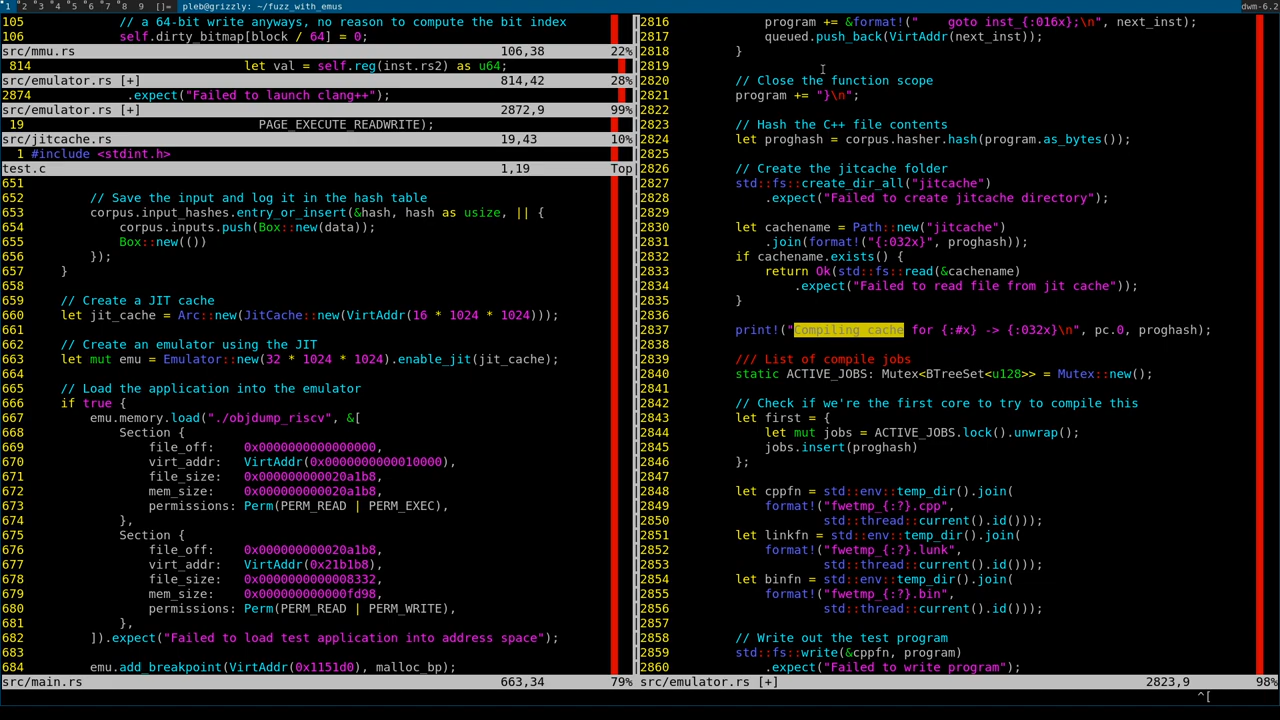 1 2 3 4 5 6 7 8 9 []= pleb@grizzly: ~/fuzz_with_emus dwm-6.2
105 // a 64-bit write anyways, no reason to compute the bit index
106 self.dirty_bitmap[block / 64] = 0;
src/mmu.rs 106,38 22%
814 let val = self.reg(inst.rs2) as u64;
src/emulator.rs [+] 814,42 28%
2874 .expect("Failed to launch clang++");
src/emulator.rs [+] 2872,9 99%
19 PAGE_EXECUTE_READWRITE);
src/jitcache.rs 19,43 10%
1 #include <stdint.h>
test.c 1,19 Top
651
652 // Save the input and log it in the hash table
653 corpus.input_hashes.entry_or_insert(&hash, hash as usize, || {
654 corpus.inputs.push(Box::new(data));
655 Box::new(())
656 });
657 }
658
659 // Create a JIT cache
660 let jit_cache = Arc::new(JitCache::new(VirtAddr(16 * 1024 * 1024)));
661
662 // Create an emulator using the JIT
663 let mut emu = Emulator::new(32 * 1024 * 1024).enable_jit(jit_cache);
664
665 // Load the application into the emulator
666 if true {
667 emu.memory.load("./objdump_riscv", &[
668 Section {
669 file_off: 0x0000000000000000,
670 virt_addr: VirtAddr(0x0000000000010000),
671 file_size: 0x000000000020a1b8,
672 mem_size: 0x000000000020a1b8,
673 permissions: Perm(PERM_READ | PERM_EXEC),
674 },
675 Section {
676 file_off: 0x000000000020a1b8,
677 virt_addr: VirtAddr(0x21b1b8),
678 file_size: 0x0000000000008332,
679 mem_size: 0x000000000000fd98,
680 permissions: Perm(PERM_READ | PERM_WRITE),
681 },
682 ]).expect("Failed to load test application into address space");
683
684 emu.add_breakpoint(VirtAddr(0x1151d0), malloc_bp);
src/main.rs 663,34 79%
2816 program += &format!("    goto inst_{:016x};\n", next_inst);
2817 queued.push_back(VirtAddr(next_inst));
2818 }
2819
2820 // Close the function scope
2821 program += "}\n";
2822
2823 // Hash the C++ file contents
2824 let proghash = corpus.hasher.hash(program.as_bytes());
2825
2826 // Create the jitcache folder
2827 std::fs::create_dir_all("jitcache")
2828 .expect("Failed to create jitcache directory");
2829
2830 let cachename = Path::new("jitcache")
2831 .join(format!("{:032x}", proghash));
2832 if cachename.exists() {
2833 return Ok(std::fs::read(&cachename)
2834 .expect("Failed to read file from jit cache"));
2835 }
2836
2837 print!("Compiling cache for {:#x} -> {:032x}\n", pc.0, proghash);
2838
2839 /// List of compile jobs
2840 static ACTIVE_JOBS: Mutex<BTreeSet<u128>> = Mutex::new();
2841
2842 // Check if we're the first core to try to compile this
2843 let first = {
2844 let mut jobs = ACTIVE_JOBS.lock().unwrap();
2845 jobs.insert(proghash)
2846 };
2847
2848 let cppfn = std::env::temp_dir().join(
2849 format!("fwetmp_{:?}.cpp",
2850 std::thread::current().id()));
2851 let linkfn = std::env::temp_dir().join(
2852 format!("fwetmp_{:?}.lunk",
2853 std::thread::current().id()));
2854 let binfn = std::env::temp_dir().join(
2855 format!("fwetmp_{:?}.bin",
2856 std::thread::current().id()));
2857
2858 // Write out the test program
2859 std::fs::write(&cppfn, program)
2860 .expect("Failed to write program");
src/emulator.rs [+] 2823,9 98%
^[